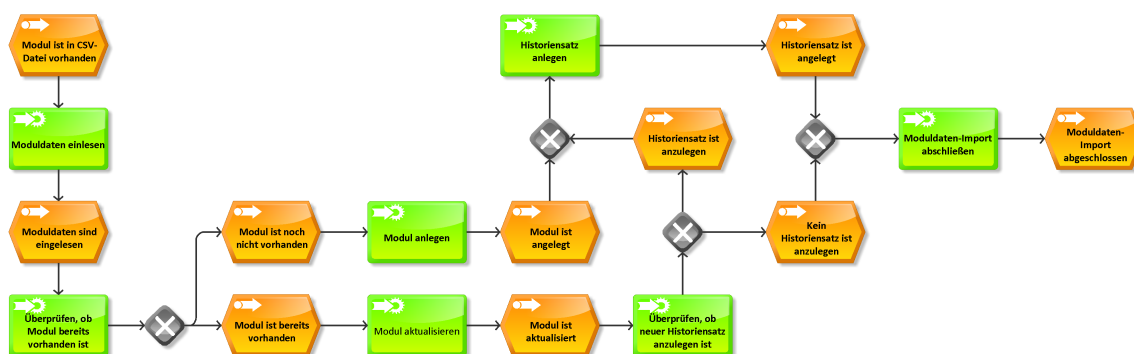 Modul ist in CSV-
Datei vorhanden
Historiensatz
anlegen
Historiensatz ist
angelegt
Moduldaten einlesen
Historiensatz ist
anzulegen
Moduldaten-Import
abschließen
Moduldaten-
Import
abgeschlossen
Moduldaten sind
eingelesen
Modul ist noch
nicht vorhanden
Modul anlegen
Modul ist
angelegt
Kein
Historiensatz ist
anzulegen
Überprüfen, ob
Modul bereits
vorhanden ist
Modul ist bereits
vorhanden
Modul aktualisieren
Modul ist
aktualisiert
Überprüfen, ob
neuer Historiensatz
anzulegen ist